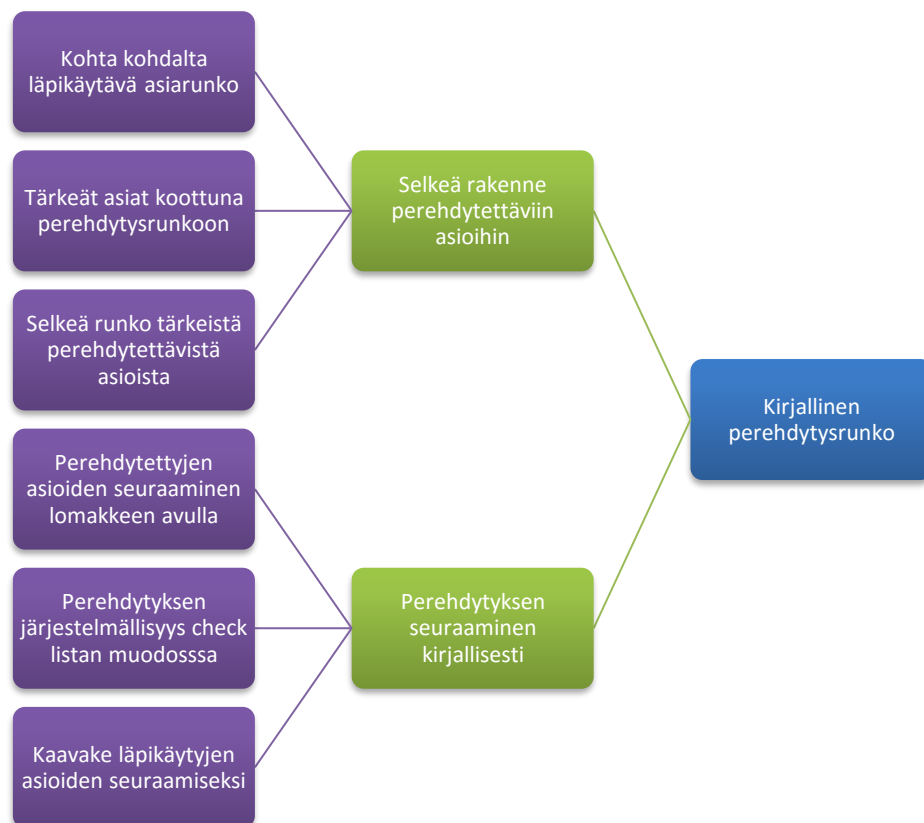 Kohta kohdalta
läpikäytävä asiarunko
Tärkeät asiat koottuna
perehdytysrunkoon
Selkeä runko tärkeistä
perehdytettävistä
asioista
Selkeä rakenne
perehdytettäviin
asioihin
Perehdytettyjen
asioiden seuraaminen
lomakkeen avulla
Perehdytyksen
järjestelmällisyys check
listan muodosssa
Kaavake läpikäytyjen
asioiden seuraamiseksi
Perehdytyksen
seuraaminen
kirjallisesti
Kirjallinen
perehdytysrunko